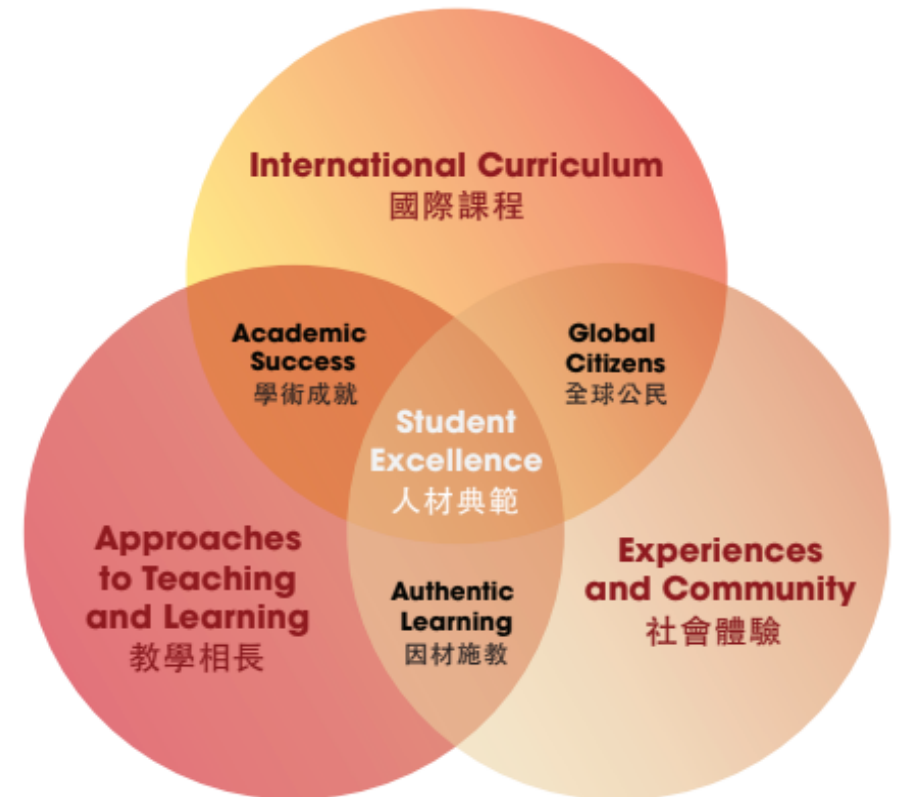 International Curriculum
國際課程
Academic
Success
學術成就
Global
Citizens
全球公民
Student
Excellence
人材典範
Approaches
to Teaching
and Learning
教學相長
Experiences
and Community
社會體驗
Authentic
Learning
因材施教